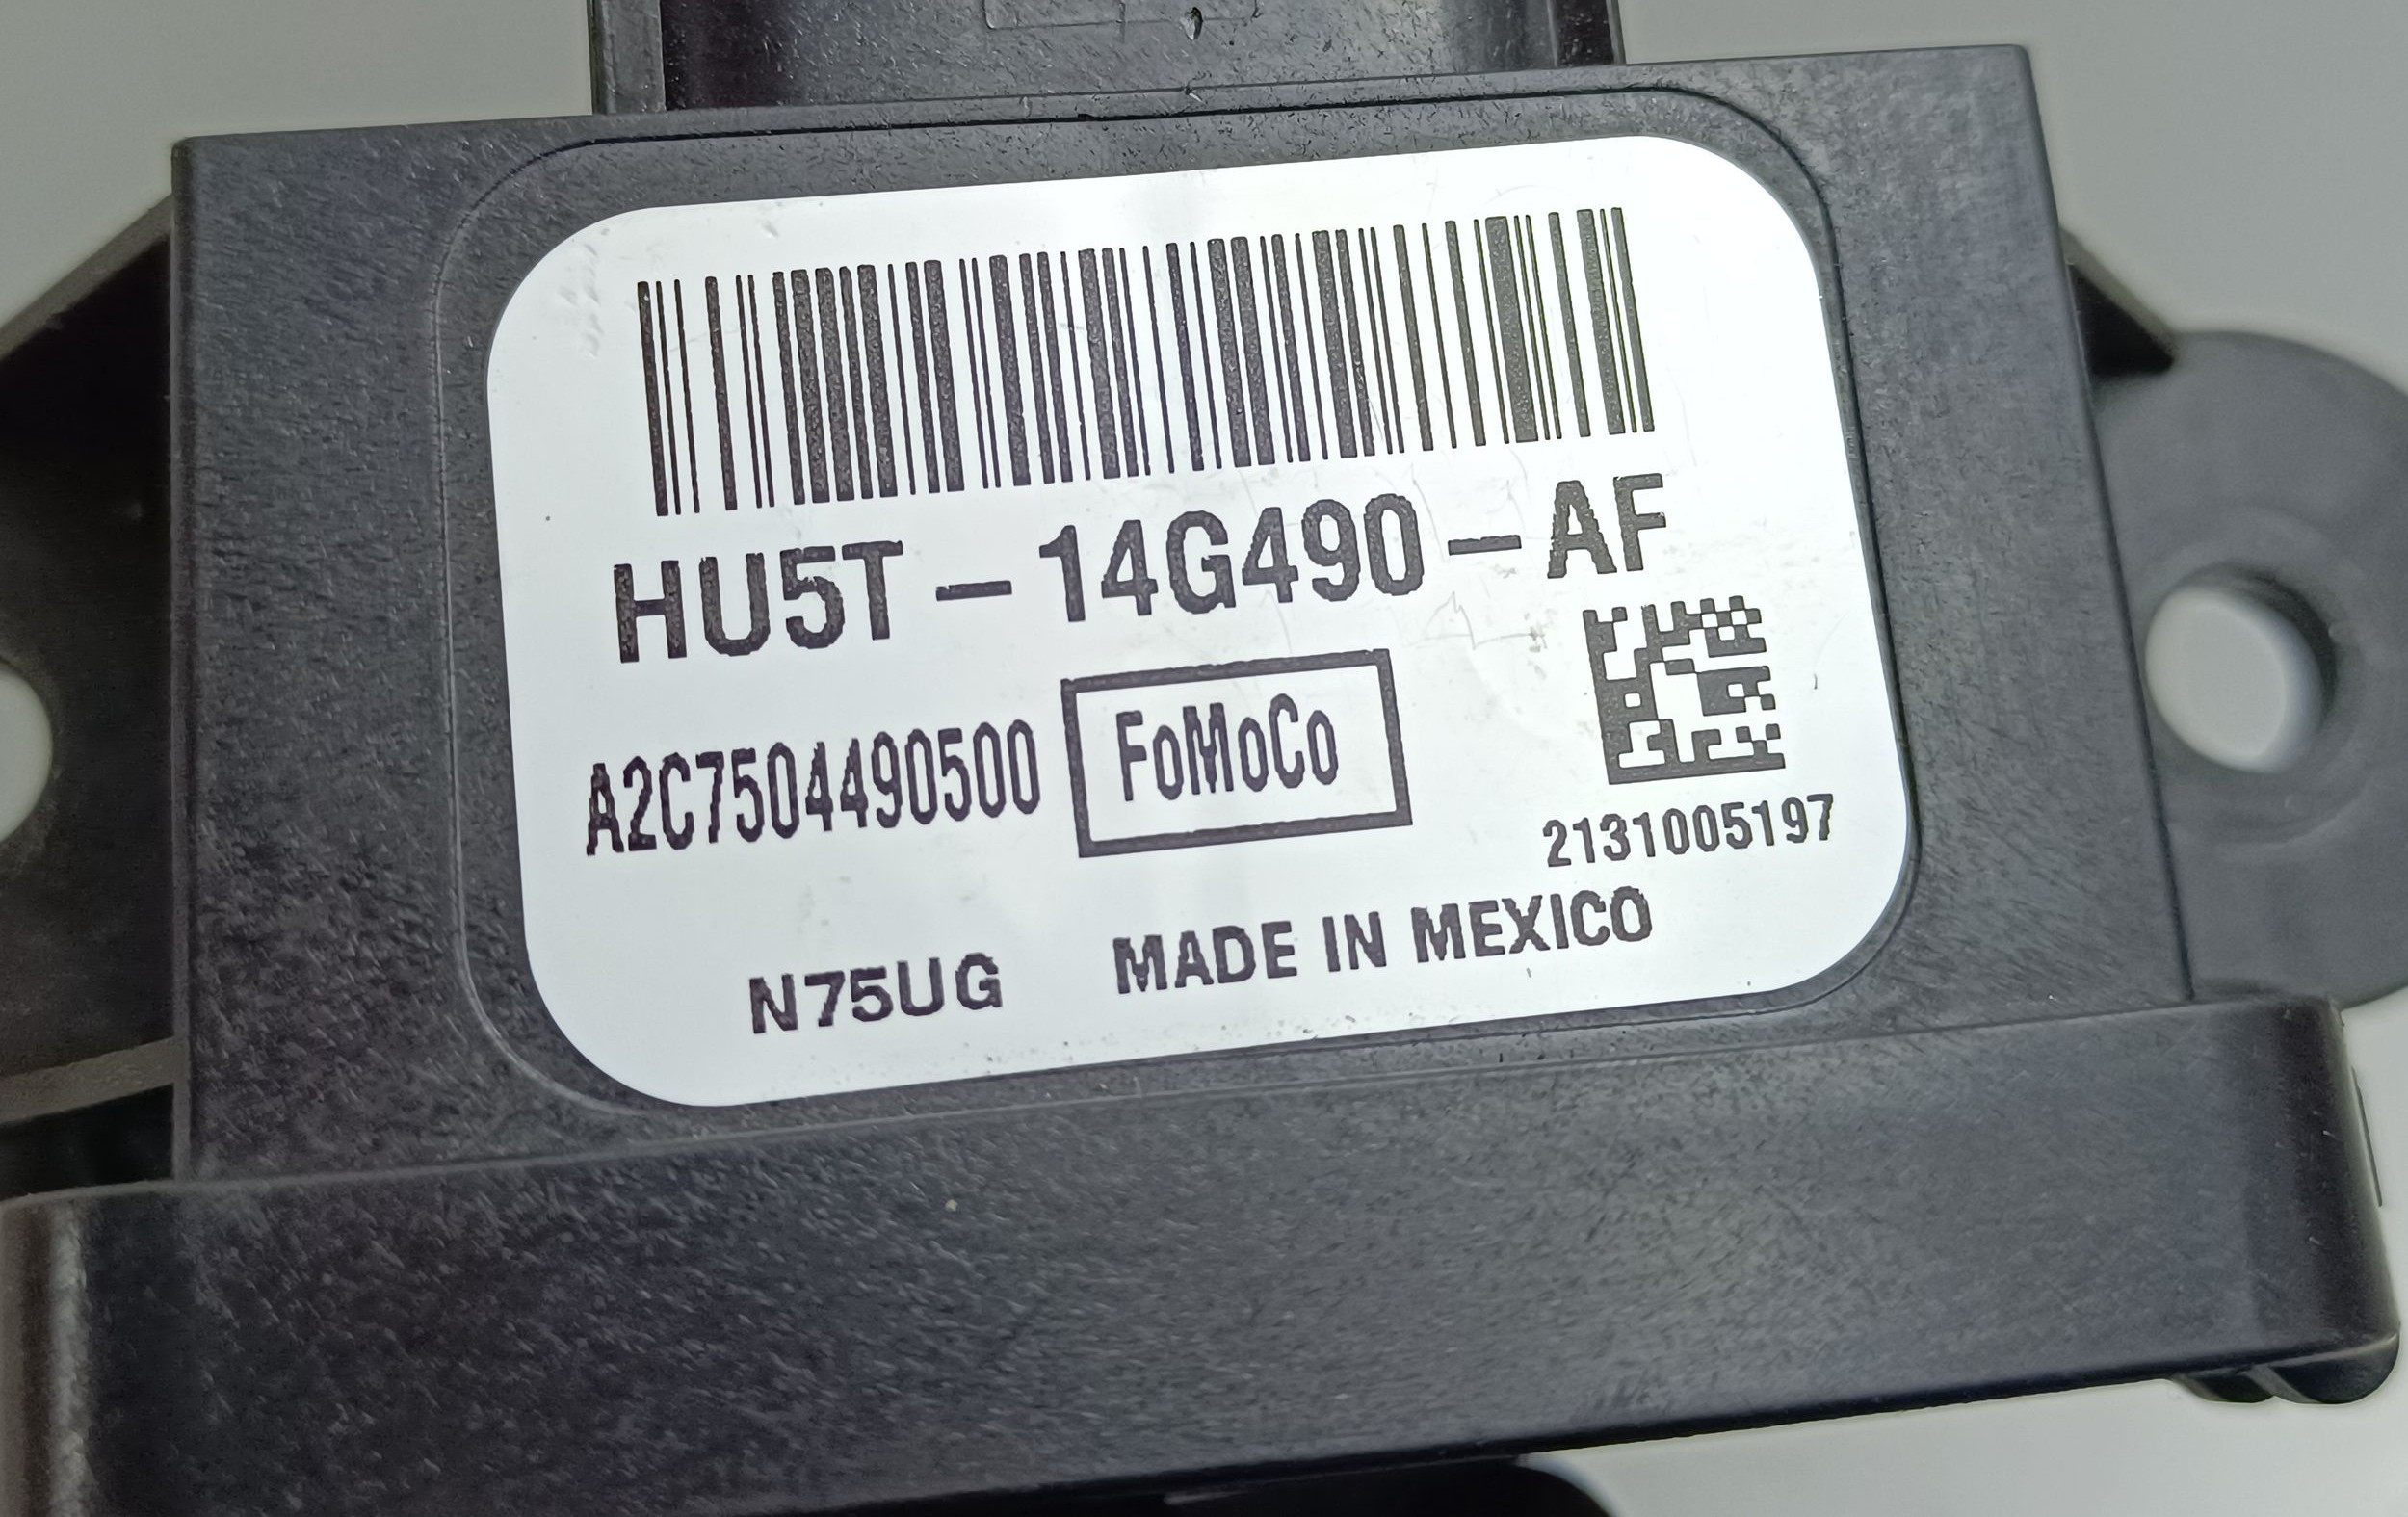 HU5T-14G490-AF
A2C7504490500 FoMoCo
2131005197
N75UG MADE IN MEXICO